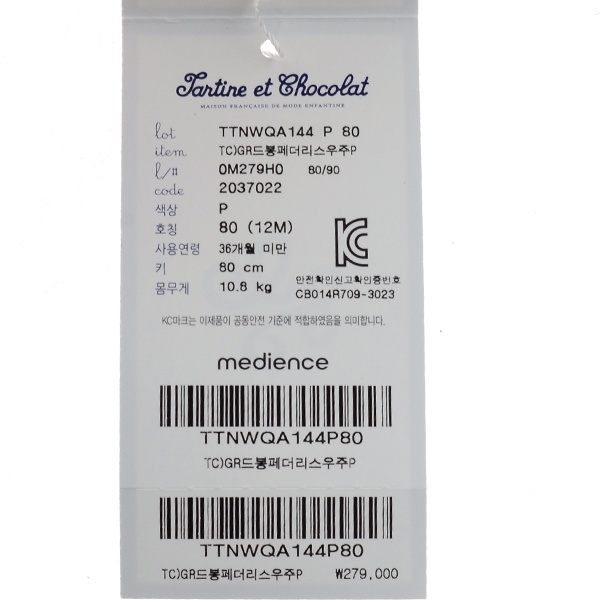 Tartine et Chocolat
MAISON FRANÇAISE DE MODE ENFANTINE
lot TTNWQA144 P 80
item TC)GR드봉페더리스우주P
l/# 0M279H0 80/90
code 2037022
색상 P
호칭 80 (12M)
사용연령 36개월 미만
키 80 cm
몸무게 10.8 kg
안전확인신고확인증번호
CB014R709-3023
KC마크는 이제품이 공통안전 기준에 적합하였음을 의미합니다.
medience
TTNWQA144P80
TC)GR드봉페더리스우주P
TTNWQA144P80
TC)GR드봉페더리스우주P ₩279,000